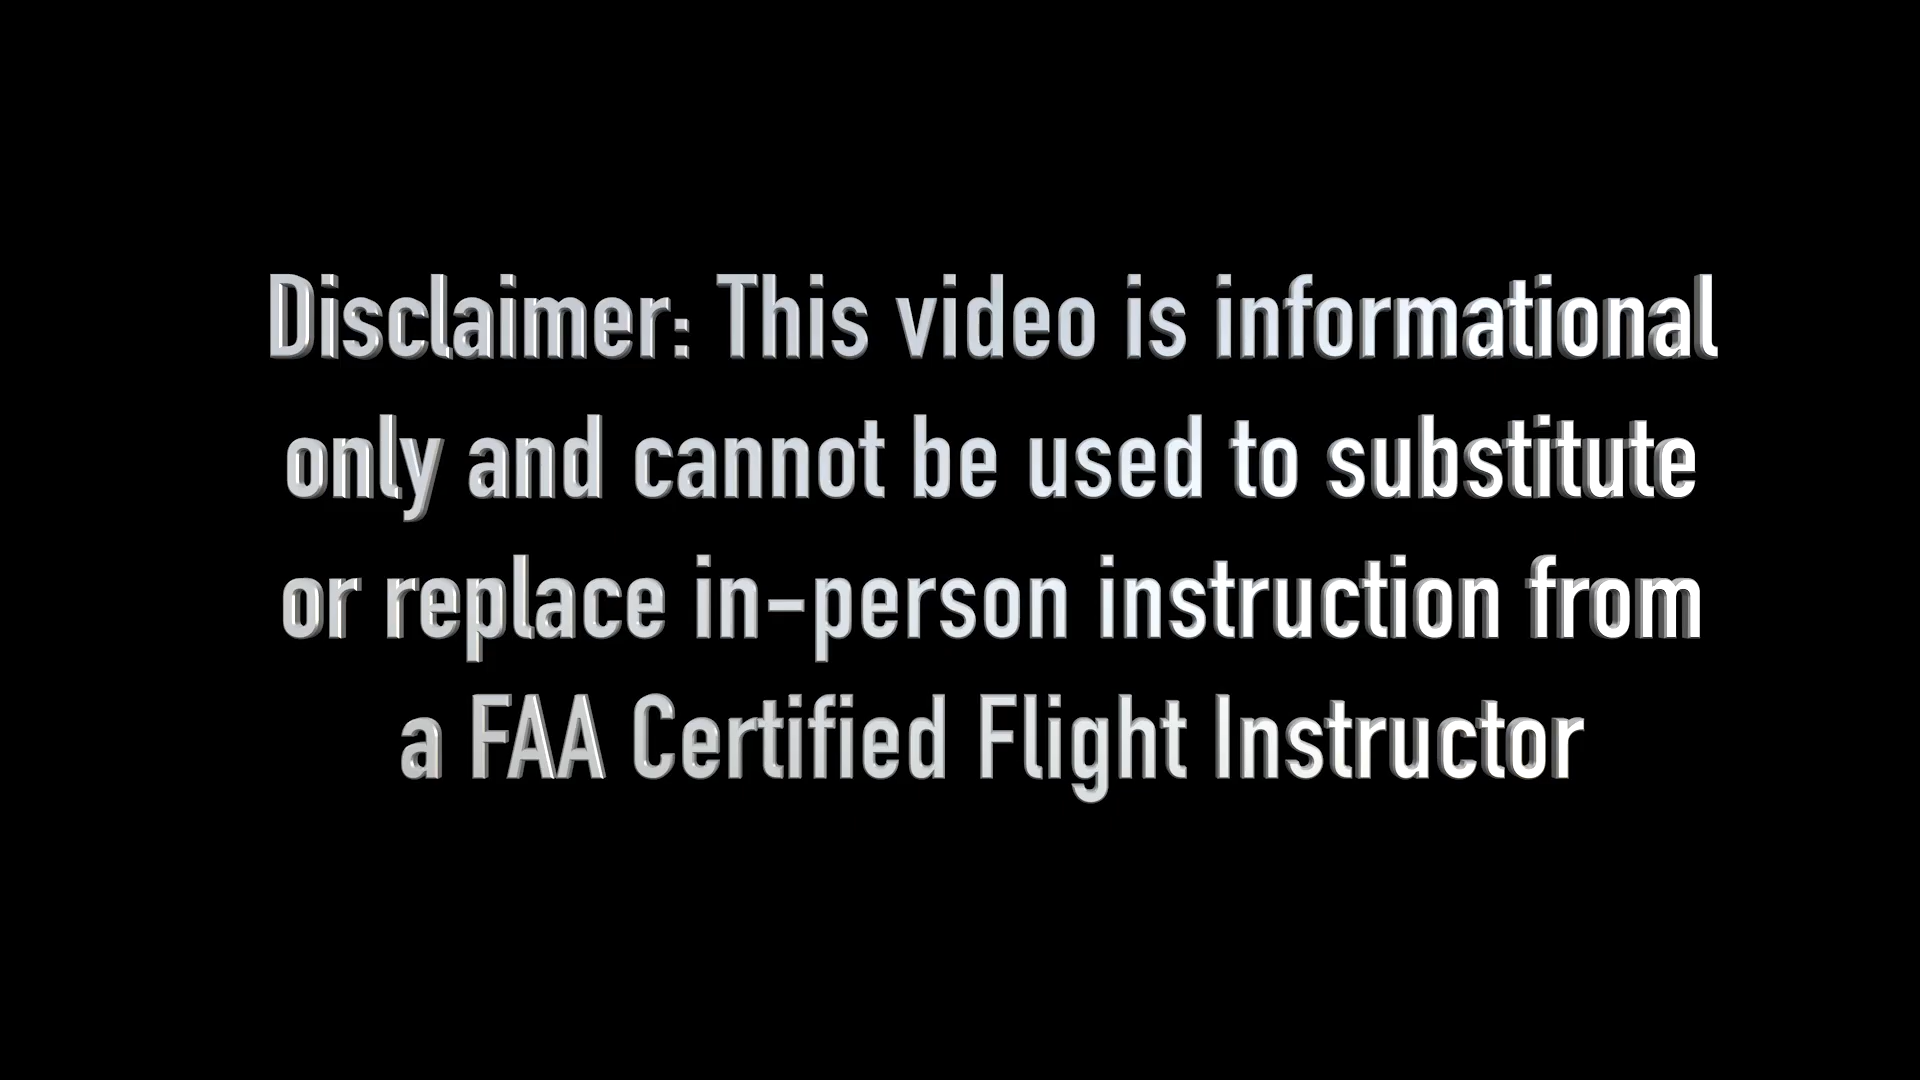 Disclaimer: This video is informational
only and cannot be used to substitute
or replace in-person instruction from
a FAA Certified Flight Instructor